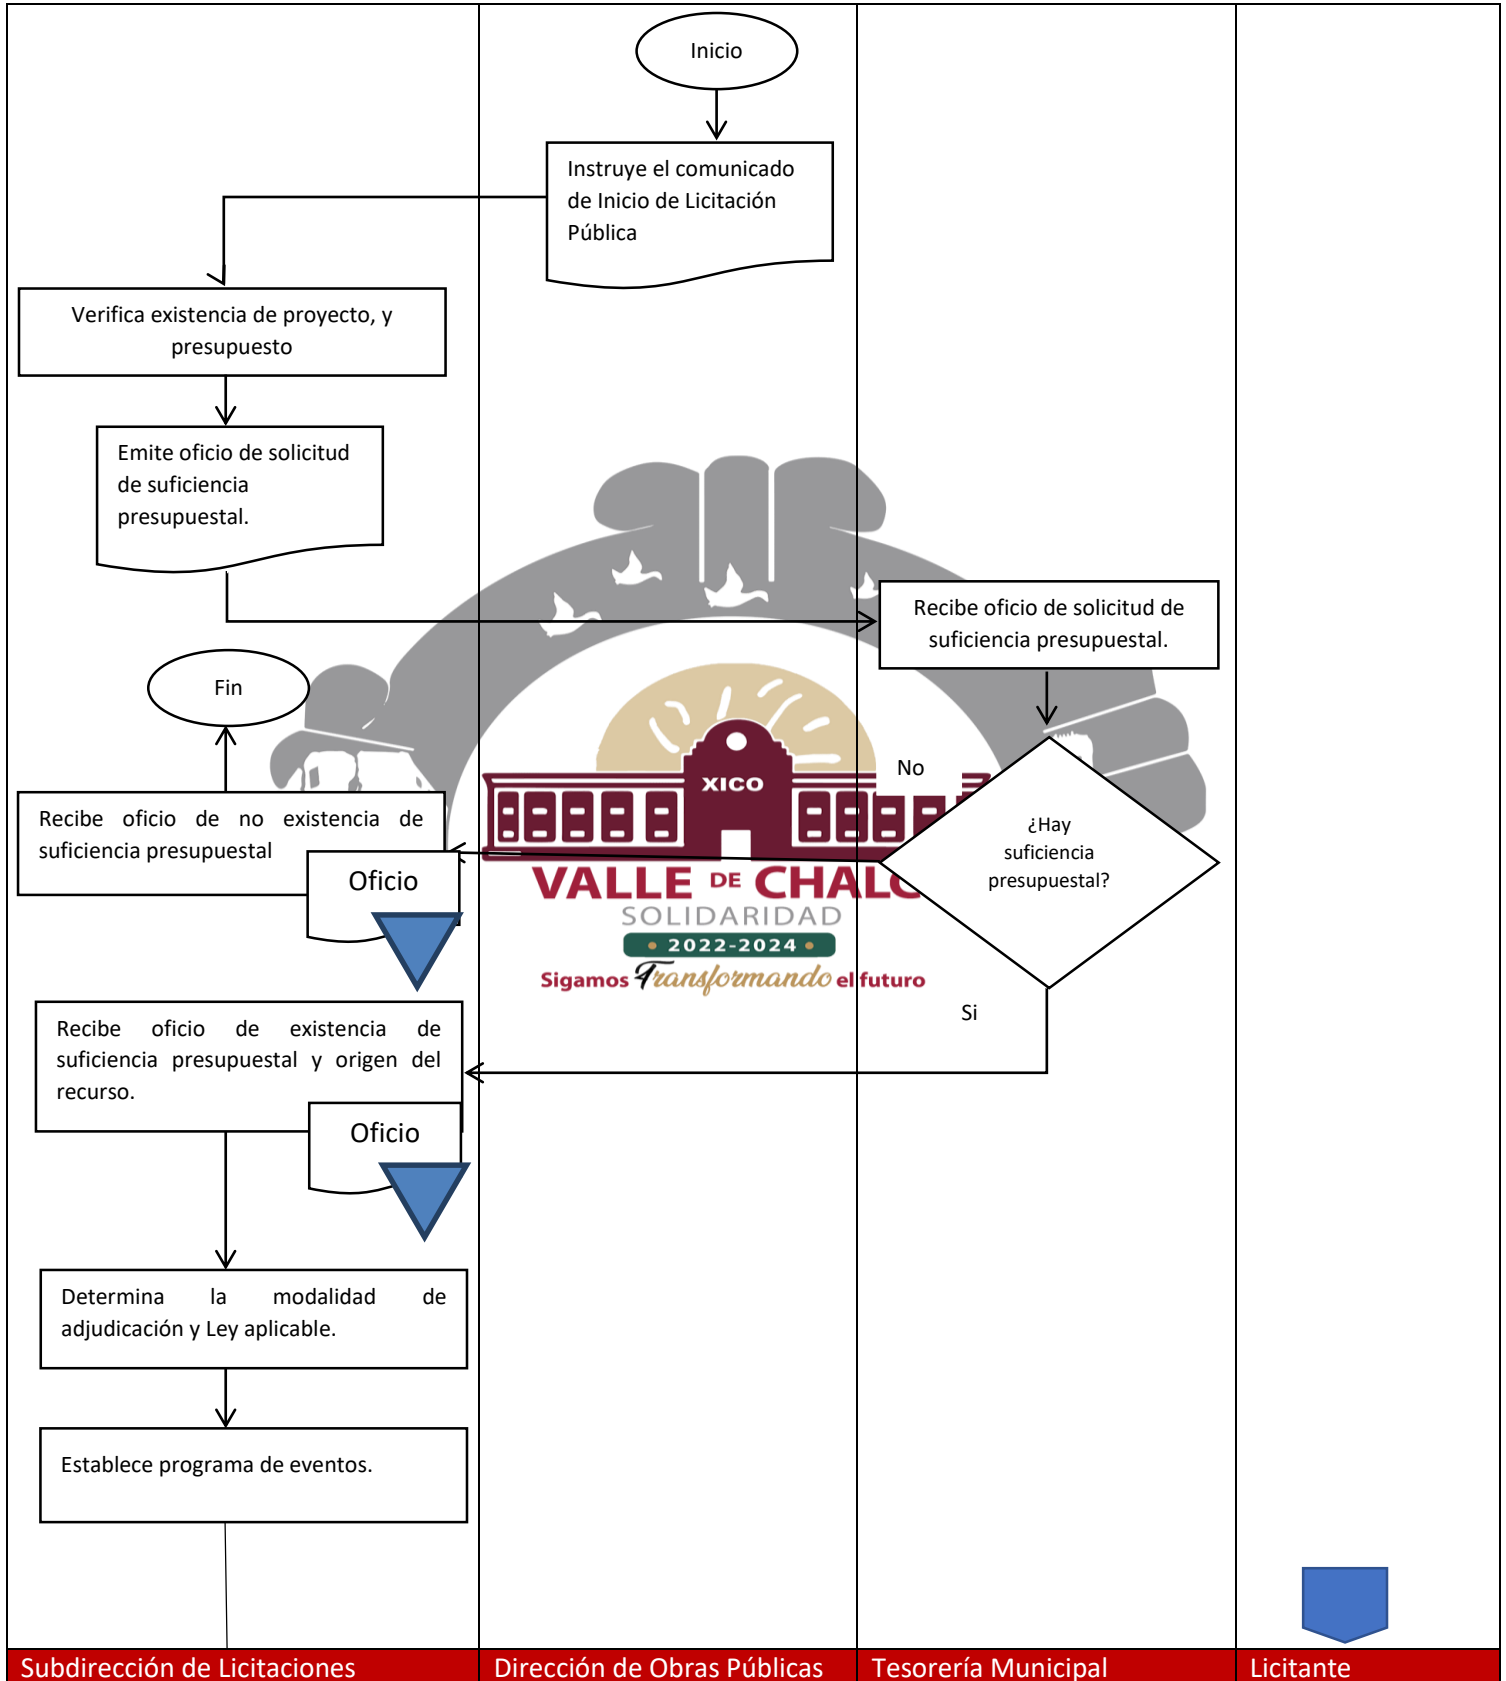 Inicio
Instruye el comunicado
de Inicio de Licitación
Pública
Verifica existencia de proyecto, y
presupuesto
Emite oficio de solicitud
de suficiencia
presupuestal.
Recibe oficio de solicitud de
suficiencia presupuestal.
Fin
No
XICO
¿Hay
suficiencia
presupuestal?
Recibe oficio de no existencia de
suficiencia presupuestal
Oficio
VALLE DE CHALC
SOLIDARIDAD
• 2022-2024 •
Sigamos Transformando el futuro
Si
Recibe oficio de existencia de
suficiencia presupuestal y origen del
recurso.
Oficio
Determina la modalidad de
adjudicación y Ley aplicable.
Establece programa de eventos.
Subdirección de Licitaciones
Dirección de Obras Públicas
Tesorería Municipal
Licitante